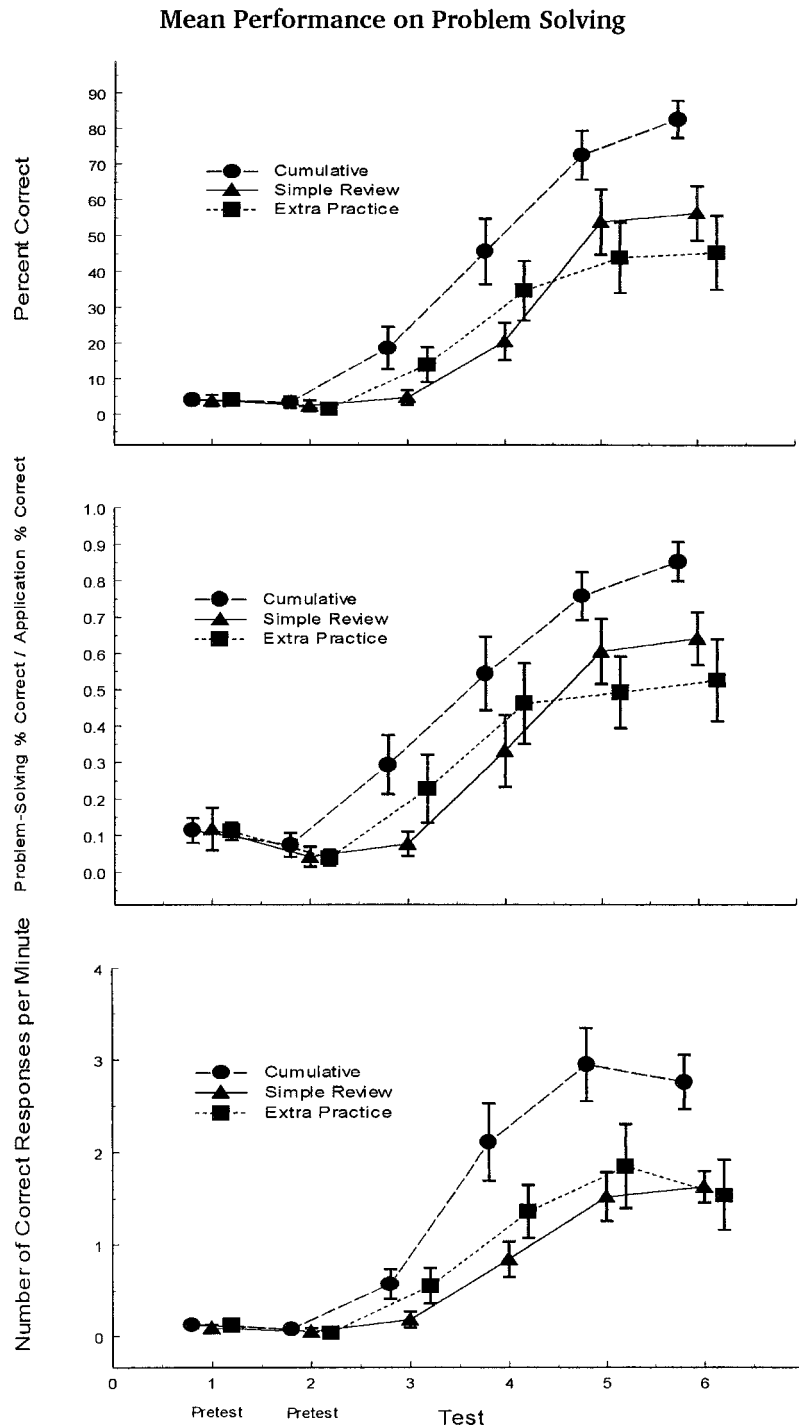 Mean Performance on Problem Solving
Percent Correct
90
80
70
60
50
40
30
20
10
0
Cumulative
Simple Review
Extra Practice
Problem-Solving % Correct / Application % Correct
1.0
0.9
0.8
0.7
0.6
0.5
0.4
0.3
0.2
0.1
0.0
Cumulative
Simple Review
Extra Practice
Number of Correct Responses per Minute
4
3
2
1
0
Cumulative
Simple Review
Extra Practice
0 1 2 3 4 5 6
Pretest Pretest Test